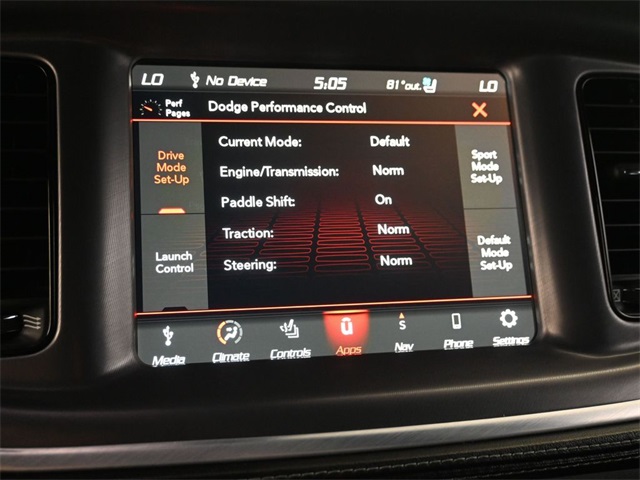 LO No Device 5:05 81°out. LO
Perf Pages Dodge Performance Control X
Drive Mode Set-Up
Launch Control
Current Mode: Default
Engine/Transmission: Norm
Paddle Shift: On
Traction: Norm
Steering: Norm
Sport Mode Set-Up
Default Mode Set-Up
Media Climate Controls Apps S Nav Phone Settings